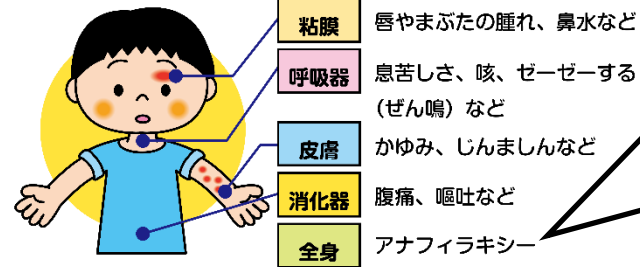 粘膜 唇やまぶたの腫れ、鼻水など
呼吸器 息苦しさ、咳、ゼーゼーする
（ぜん鳴）など
皮膚 かゆみ、じんましんなど
消化器 腹痛、嘔吐など
全身 アナフィラキシー